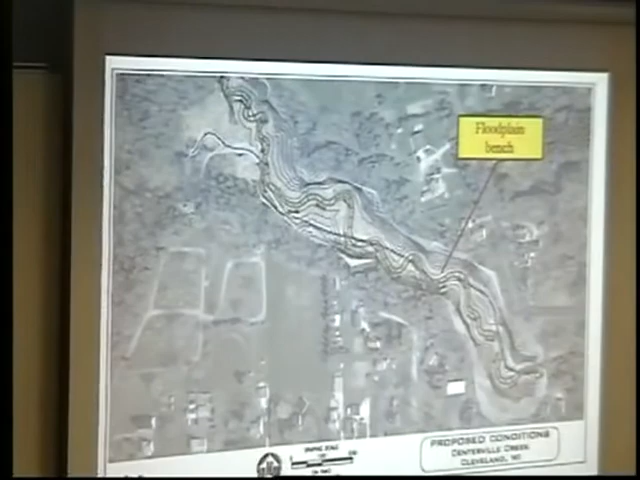 Floodplain
bench
PROPOSED CONDITIONS
CENTERVILLE CREEK
CLEVELAND, WI